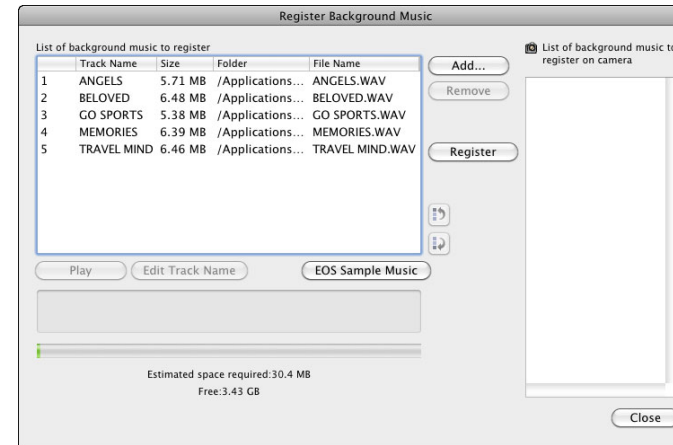 Register Background Music
List of background music to register
Track Name Size Folder File Name
1 ANGELS 5.71 MB /Applications... ANGELS.WAV
2 BELOVED 6.48 MB /Applications... BELOVED.WAV
3 GO SPORTS 5.38 MB /Applications... GO SPORTS.WAV
4 MEMORIES 6.39 MB /Applications... MEMORIES.WAV
5 TRAVEL MIND 6.46 MB /Applications... TRAVEL MIND.WAV
Add...
Remove
Register
Play
Edit Track Name
EOS Sample Music
Estimated space required:30.4 MB
Free:3.43 GB
List of background music to
register on camera
Close